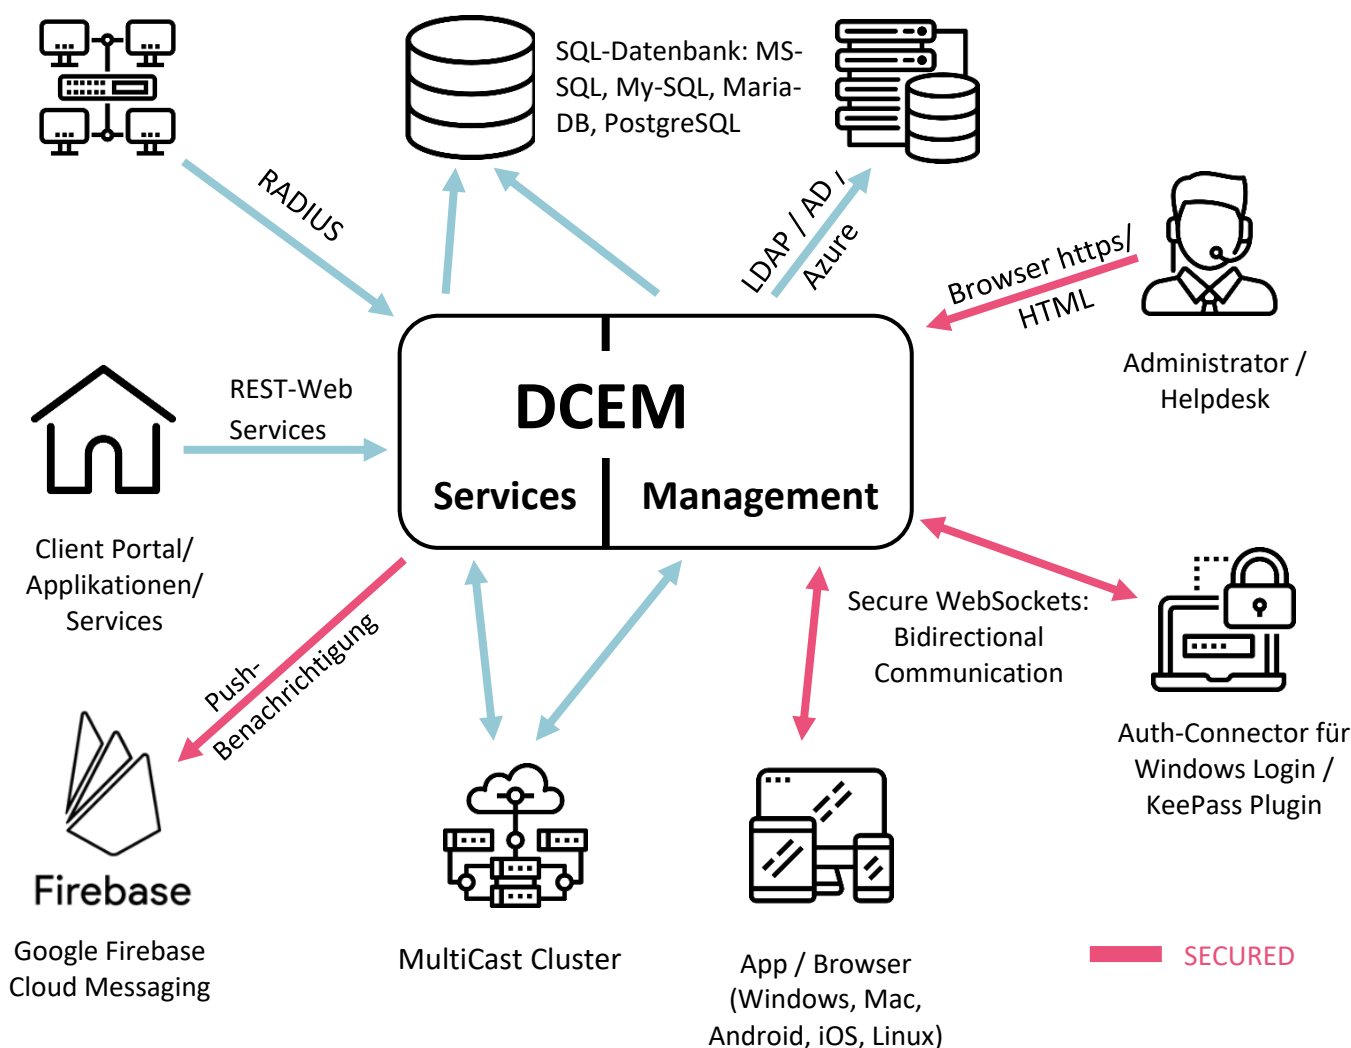 SQL-Datenbank: MS-
SQL, My-SQL, Maria-
DB, PostgreSQL
RADIUS
LDAP / AD /
Azure
Browser https/
HTML
Administrator /
Helpdesk
REST-Web
Services
DCEM
Services
Management
Client Portal/
Applikationen/
Services
Push-
Benachrichtigung
Secure WebSockets:
Bidirectional
Communication
Auth-Connector für
Windows Login /
KeePass Plugin
Firebase
Google Firebase
Cloud Messaging
MultiCast Cluster
App / Browser
(Windows, Mac,
Android, iOS, Linux)
SECURED